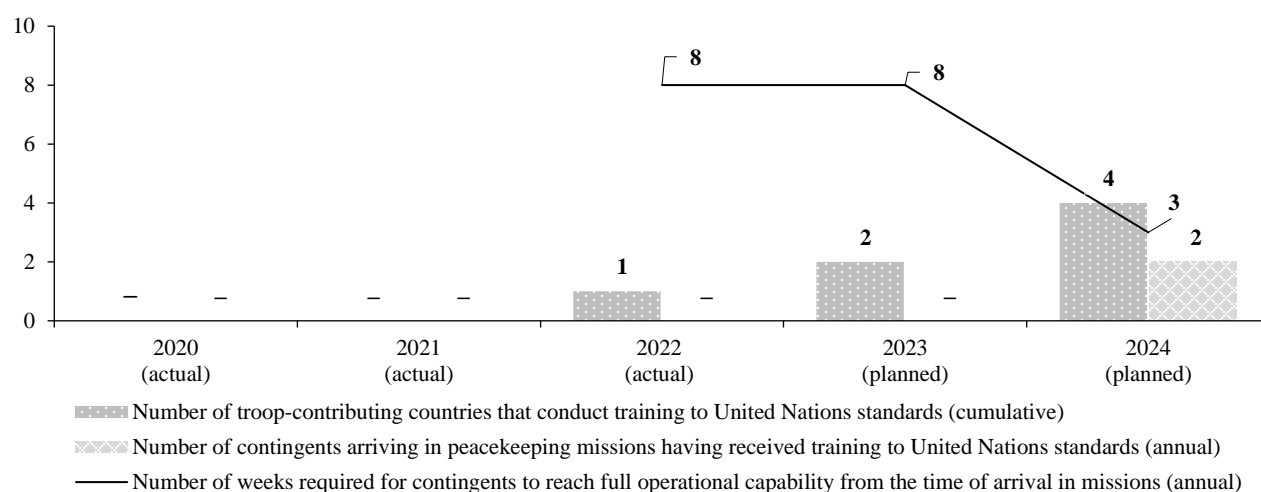 10
8
8
8
6
4
4
3
2
2
2
1
– – – – – –
0
2020 2021 2022 2023 2024
(actual) (actual) (actual) (planned) (planned)
Number of troop-contributing countries that conduct training to United Nations standards (cumulative)
Number of contingents arriving in peacekeeping missions having received training to United Nations standards (annual)
Number of weeks required for contingents to reach full operational capability from the time of arrival in missions (annual)